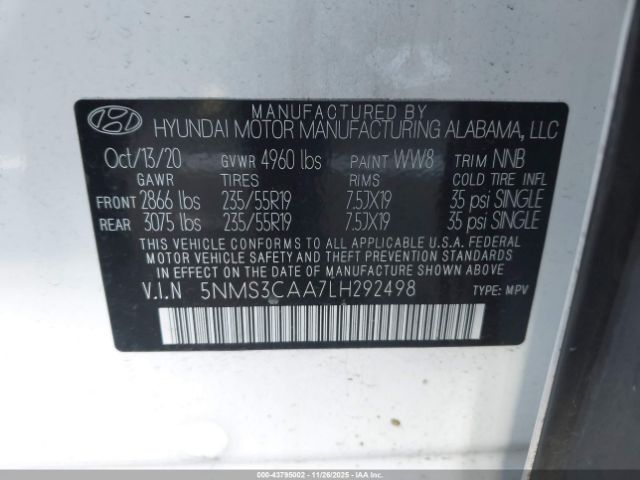 MANUFACTURED BY
HYUNDAI MOTOR MANUFACTURING ALABAMA, LLC
Oct/13/20 GVWR 4960 lbs PAINT WW8 TRIM NNB
GAWR TIRES RIMS COLD TIRE INFL
FRONT 2866 lbs 235/55R19 7.5JX19 35 psi SINGLE
REAR 3075 lbs 235/55R19 7.5JX19 35 psi SINGLE
THIS VEHICLE CONFORMS TO ALL APPLICABLE U.S.A. FEDERAL
MOTOR VEHICLE SAFETY AND THEFT PREVENTION STANDARDS
IN EFFECT ON THE DATE OF MANUFACTURE SHOWN ABOVE.
V.I.N 5NMS3CAA7LH292498 TYPE: MPV
000-43795002 - 11/26/2025 - IAAI.COM